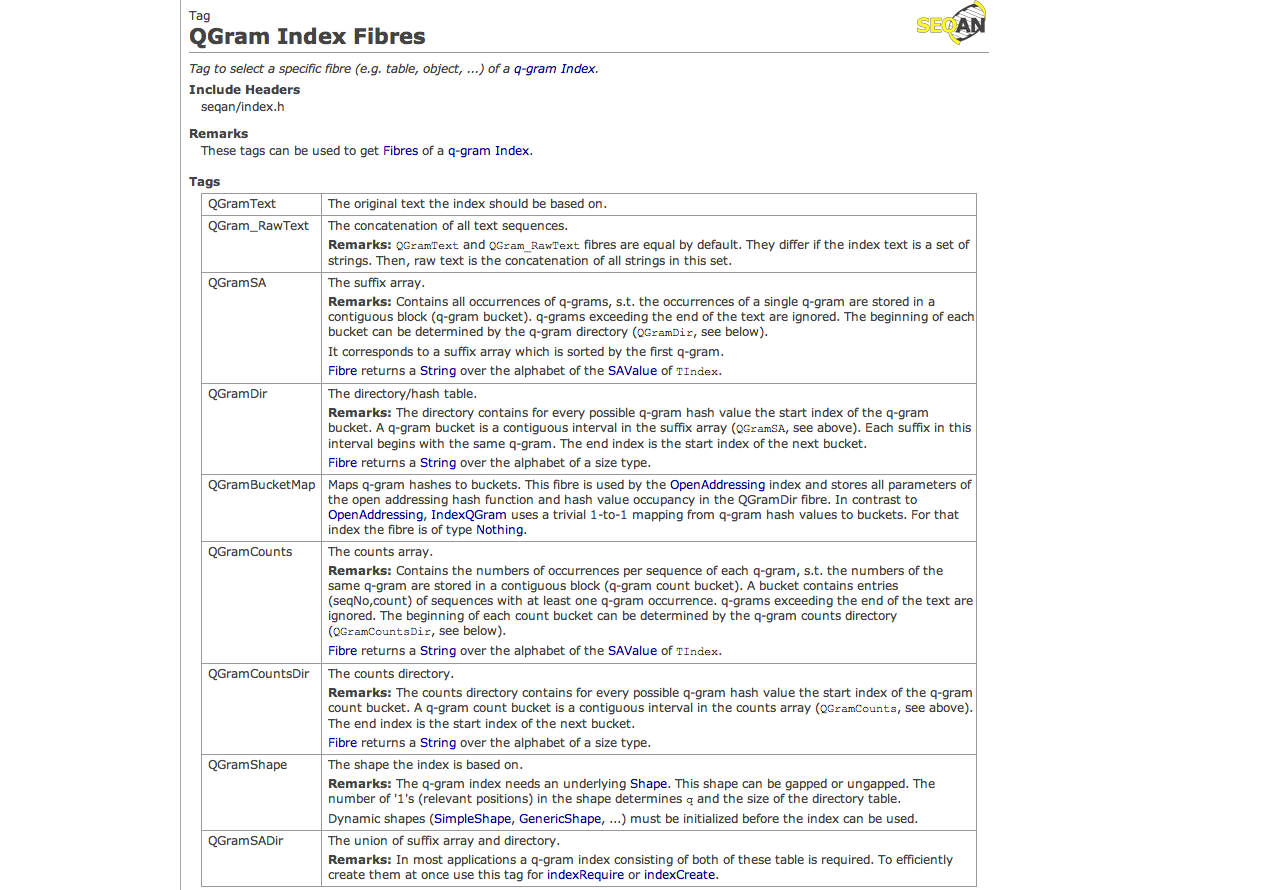 Tag
SEQAN
QGram Index Fibres
Tag to select a specific fibre (e.g. table, object, ...) of a q-gram Index.
Include Headers
seqan/index.h
Remarks
These tags can be used to get Fibres of a q-gram Index.
Tags
QGramText The original text the index should be based on.
QGram_RawText The concatenation of all text sequences.
Remarks: QGramText and QGram_RawText fibres are equal by default. They differ if the index text is a set of
strings. Then, raw text is the concatenation of all strings in this set.
QGramSA The suffix array.
Remarks: Contains all occurrences of q-grams, s.t. the occurrences of a single q-gram are stored in a
contiguous block (q-gram bucket). q-grams exceeding the end of the text are ignored. The beginning of each
bucket can be determined by the q-gram directory (QGramDir, see below).
It corresponds to a suffix array which is sorted by the first q-gram.
Fibre returns a String over the alphabet of the SAValue of TIndex.
QGramDir The directory/hash table.
Remarks: The directory contains for every possible q-gram hash value the start index of the q-gram
bucket. A q-gram bucket is a contiguous interval in the suffix array (QGramSA, see above). Each suffix in this
interval begins with the same q-gram. The end index is the start index of the next bucket.
Fibre returns a String over the alphabet of a size type.
QGramBucketMap Maps q-gram hashes to buckets. This fibre is used by the OpenAddressing index and stores all parameters of
the open addressing hash function and hash value occupancy in the QGramDir fibre. In contrast to
OpenAddressing, IndexQGram uses a trivial 1-to-1 mapping from q-gram hash values to buckets. For that
index the fibre is of type Nothing.
QGramCounts The counts array.
Remarks: Contains the numbers of occurrences per sequence of each q-gram, s.t. the numbers of the
same q-gram are stored in a contiguous block (q-gram count bucket). A bucket contains entries
(seqNo,count) of sequences with at least one q-gram occurrence. q-grams exceeding the end of the text are
ignored. The beginning of each count bucket can be determined by the q-gram counts directory
(QGramCountsDir, see below).
Fibre returns a String over the alphabet of the SAValue of TIndex.
QGramCountsDir The counts directory.
Remarks: The counts directory contains for every possible q-gram hash value the start index of the q-gram
count bucket. A q-gram count bucket is a contiguous interval in the counts array (QGramCounts, see above).
The end index is the start index of the next bucket.
Fibre returns a String over the alphabet of a size type.
QGramShape The shape the index is based on.
Remarks: The q-gram index needs an underlying Shape. This shape can be gapped or ungapped. The
number of '1's (relevant positions) in the shape determines q and the size of the directory table.
Dynamic shapes (SimpleShape, GenericShape, ...) must be initialized before the index can be used.
QGramSADir The union of suffix array and directory.
Remarks: In most applications a q-gram index consisting of both of these table is required. To efficiently
create them at once use this tag for indexRequire or indexCreate.